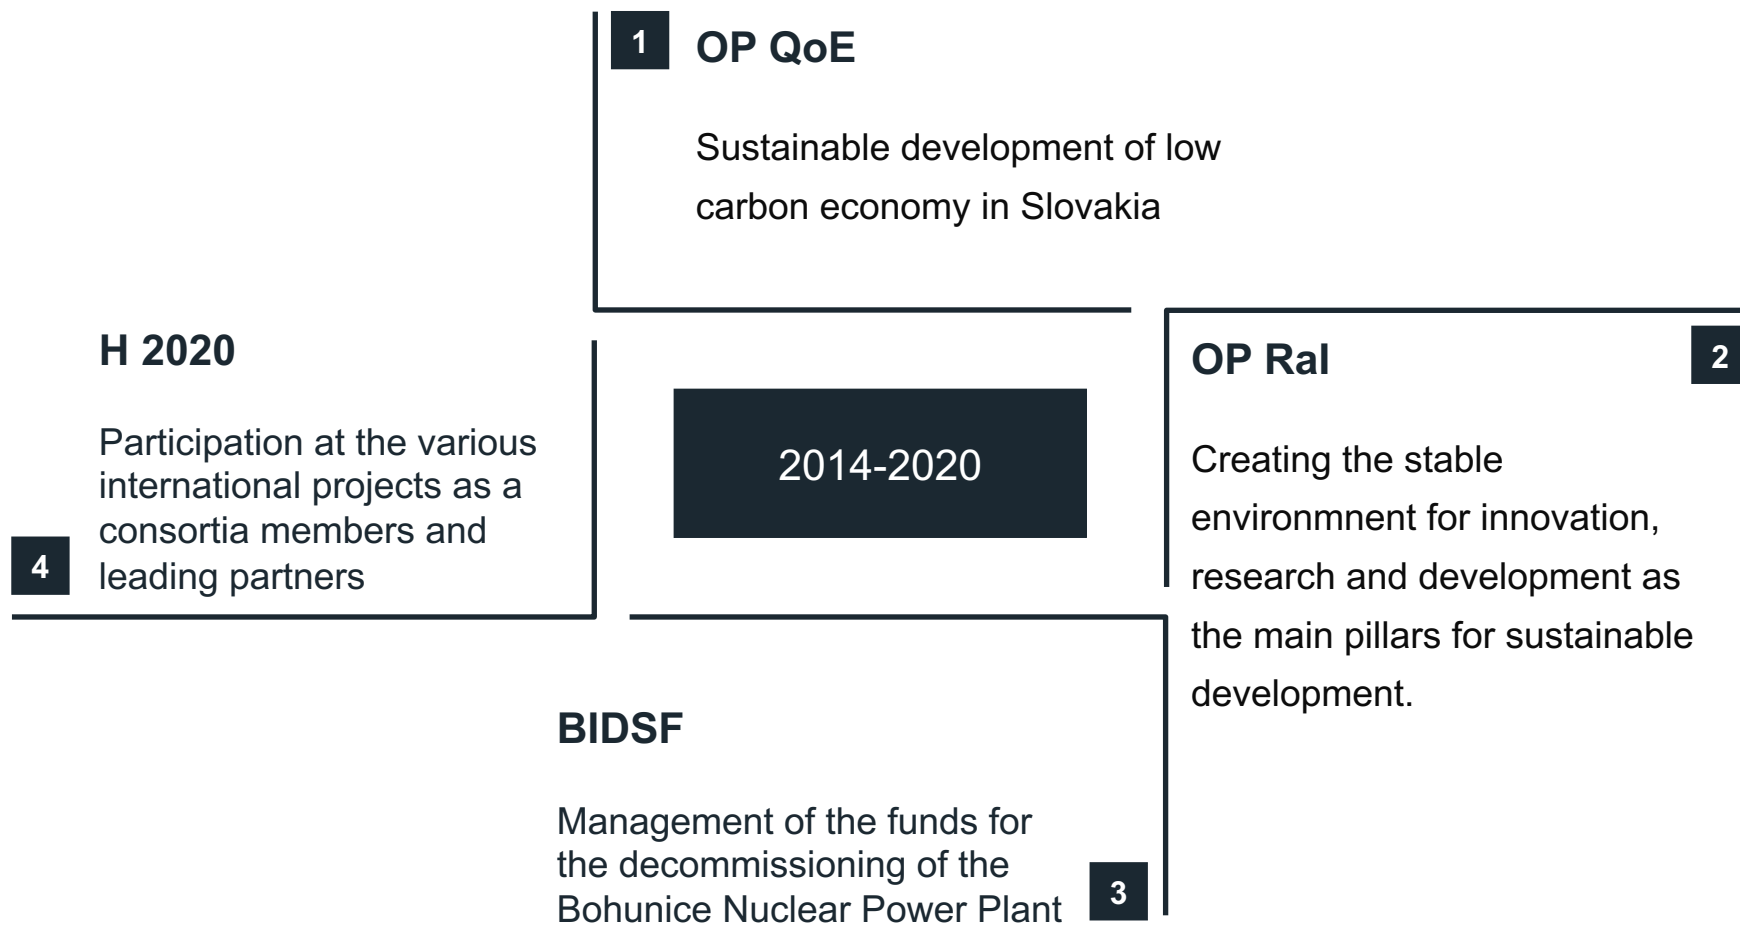 1
OP QoE
Sustainable development of low
carbon economy in Slovakia
2
OP RaI
Creating the stable
environmnent for innovation,
research and development as
the main pillars for sustainable
development.
2014-2020
H 2020
Participation at the various
international projects as a
consortia members and
leading partners
4
BIDSF
Management of the funds for
the decommissioning of the
Bohunice Nuclear Power Plant
3